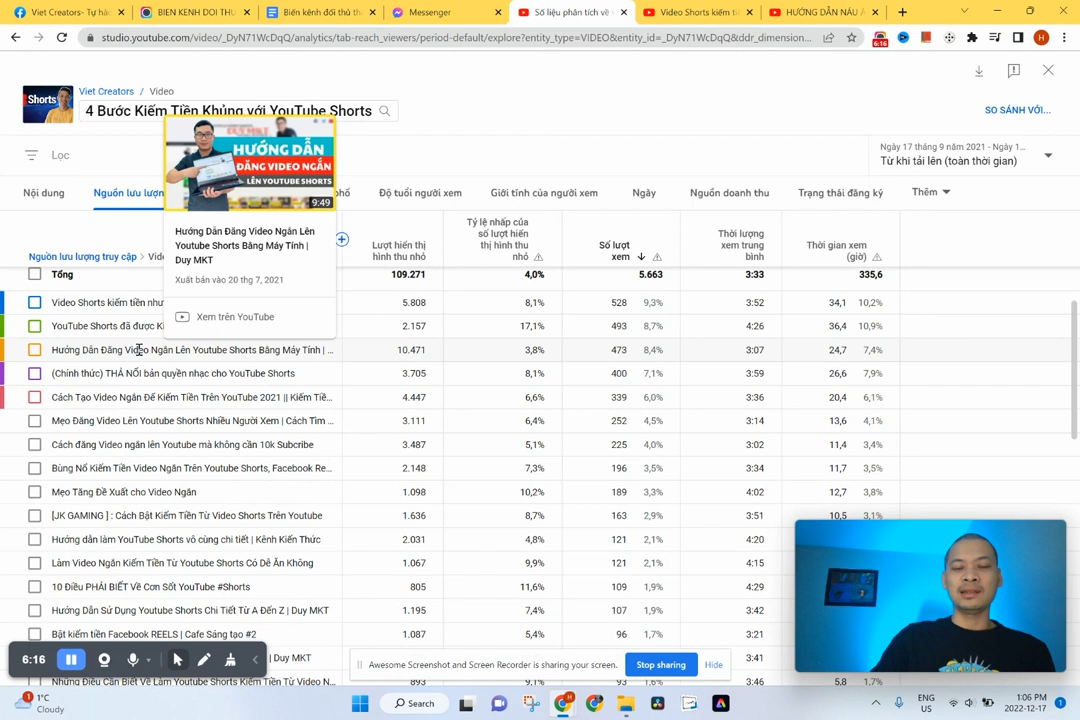 Viet Creators- Tự hào
BIEN KENH DOI THU
Biến kênh đối thủ th
Messenger
Số liệu phân tích về
Video Shorts kiếm ti
HƯỚNG DẪN NẤU Ă
studio.youtube.com/video/_DyN71WcDqQ/analytics/tab-reach_viewers/period-default/explore?entity_type=VIDEO&entity_id=_DyN71WcDqQ&ddr_dimension...
6:16
H
Shorts
Viet Creators / Video
4 Bước Kiếm Tiền Khủng với YouTube Shorts
SO SÁNH VỚI...
Lọc
Ngày 17 thg 9 năm 2021 - Ngày 1...
Từ khi tải lên (toàn thời gian)
DUY MKT
HƯỚNG DẪN
ĐĂNG VIDEO NGẮN
LÊN YOUTUBE SHORTS
9:49
Nội dung
Nguồn lưu lượn
phố
Độ tuổi người xem
Giới tính của người xem
Ngày
Nguồn doanh thu
Trạng thái đăng ký
Thêm
Hướng Dẫn Đăng Video Ngắn Lên
Youtube Shorts Bằng Máy Tính |
Duy MKT
Xuất bản vào 20 thg 7, 2021
Xem trên YouTube
Nguồn lưu lượng truy cập > Vide
Lượt hiển thị
hình thu nhỏ
Tỷ lệ nhấp của
số lượt hiển
thị hình thu
nhỏ
Số lượt
xem
Thời lượng
xem trung
bình
Thời gian xem
(giờ)
Tổng 109.271 4,0% 5.663 3:33 335,6
Video Shorts kiếm tiền như 5.808 8,1% 528 9,3% 3:52 34,1 10,2%
YouTube Shorts đã được Ki 2.157 17,1% 493 8,7% 4:26 36,4 10,9%
Hướng Dẫn Đăng Video Ngắn Lên Youtube Shorts Bằng Máy Tính | ... 10.471 3,8% 473 8,4% 3:07 24,7 7,4%
(Chính thức) THẢ NỔI bản quyền nhạc cho YouTube Shorts 3.705 8,1% 400 7,1% 3:59 26,6 7,9%
Cách Tạo Video Ngắn Để Kiếm Tiền Trên YouTube 2021 || Kiếm Tiề... 4.447 6,6% 339 6,0% 3:36 20,4 6,1%
Mẹo Đăng Video Lên Youtube Shorts Nhiều Người Xem | Cách Tìm ... 3.111 6,4% 252 4,5% 3:14 13,6 4,1%
Cách đăng Video ngắn lên Youtube mà không cần 10k Subcribe 3.487 5,1% 225 4,0% 3:02 11,4 3,4%
Bùng Nổ Kiếm Tiền Video Ngắn Trên Youtube Shorts, Facebook Re... 2.148 7,3% 196 3,5% 3:34 11,7 3,5%
Mẹo Tăng Đề Xuất cho Video Ngắn 1.098 10,2% 189 3,3% 4:02 12,7 3,8%
[JK GAMING ] : Cách Bật Kiếm Tiền Từ Video Shorts Trên Youtube 1.636 8,7% 163 2,9% 3:51 10,5 3,1%
Hướng dẫn làm YouTube Shorts vô cùng chi tiết | Kênh Kiến Thức 2.031 4,8% 121 2,1% 4:20
Làm Video Ngắn Kiếm Tiền Từ Youtube Shorts Có Dễ Ăn Không 1.067 9,9% 121 2,1% 4:15
10 Điều PHẢI BIẾT Về Cơn Sốt YouTube #Shorts 805 11,6% 109 1,9% 4:29
Hướng Dẫn Sử Dụng Youtube Shorts Chi Tiết Từ A Đến Z | Duy MKT 1.195 7,4% 107 1,9% 3:42
Bật kiếm tiền Facebook REELS | Cafe Sáng tạo #2 1.087 5,4% 96 1,7% 3:21
| Duy MKT 3:41
Những Điều Cần Biết Về Làm Youtube Shorts Kiếm Tiền Từ Video N... 893 9,1% 93 1,6% 3:46 5,8 1,7%
6:16
Awesome Screenshot and Screen Recorder is sharing your screen.
Stop sharing
Hide
1
1°C
Cloudy
Search
ENG
US
1:06 PM
2022-12-17